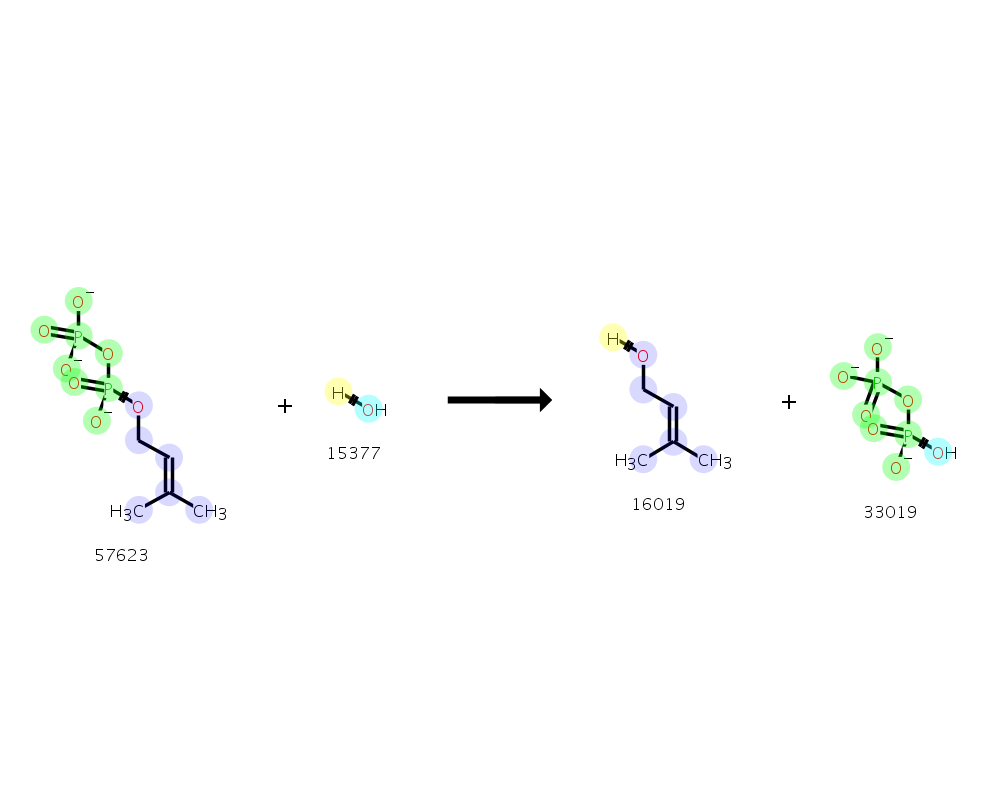 O−
O P
O
O−
O P O
O−
H3C CH3
57623
+
H OH
15377
H
O
H3C CH3
16019
+
O−
O− P
O
O
O P OH
O−
33019